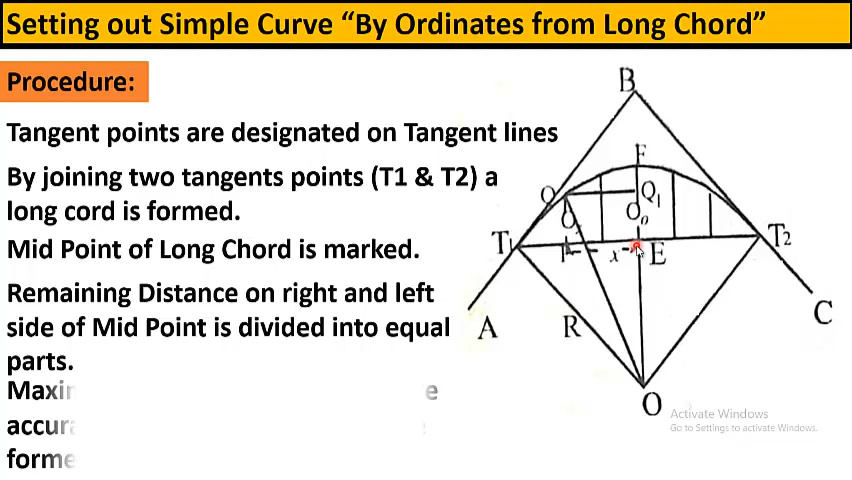 Setting out Simple Curve “By Ordinates from Long Chord”
Procedure:
Tangent points are designated on Tangent lines
By joining two tangents points (T1 & T2) a
long cord is formed.
Mid Point of Long Chord is marked.
Remaining Distance on right and left
side of Mid Point is divided into equal
parts.
B
F
Q
Q1
O0
T1
T2
x
E
A
R
C
O
Activate Windows
Go to Settings to activate Windows.